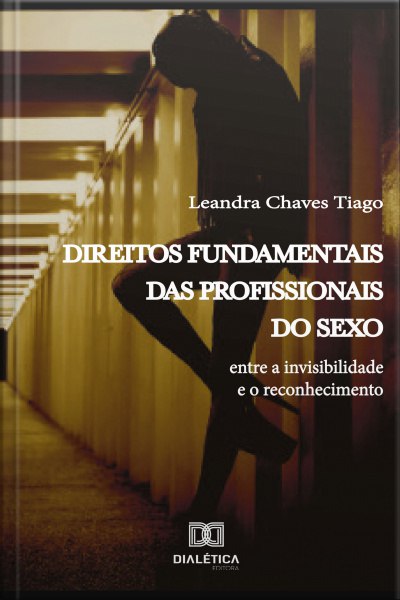 Leandra Chaves Tiago
DIREITOS FUNDAMENTAIS
DAS PROFISSIONAIS
DO SEXO
entre a invisibilidade
e o reconhecimento
DIALÉTICA
EDITORA